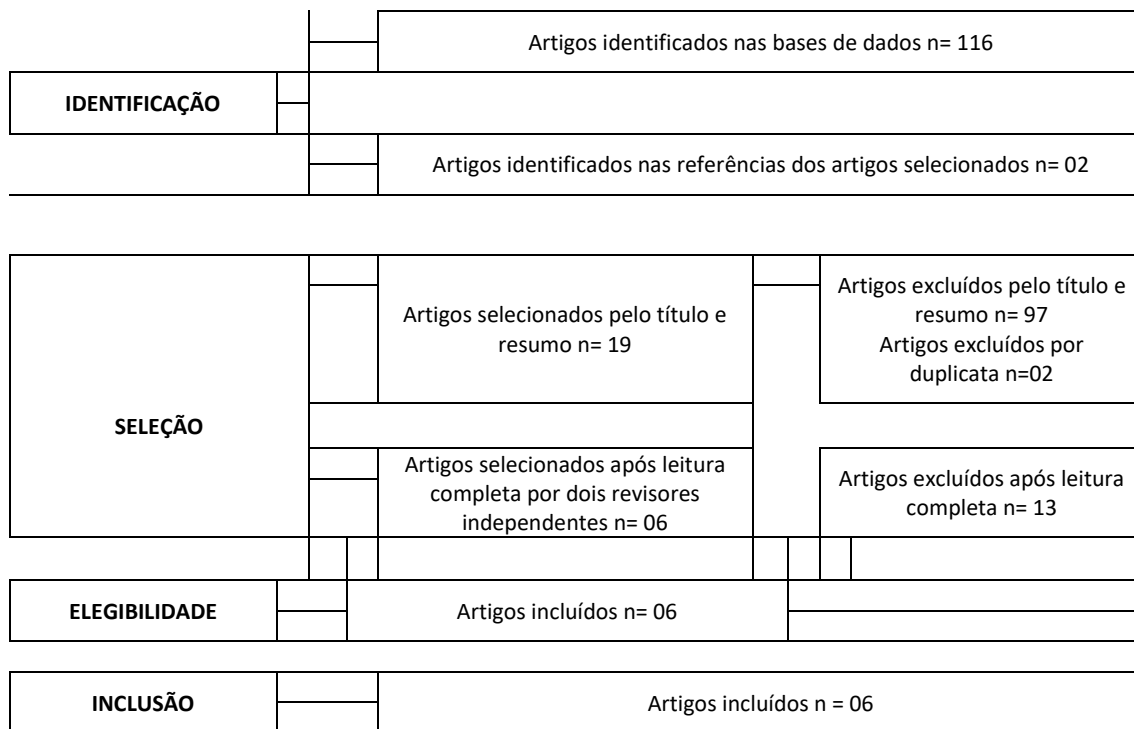 Artigos identificados nas bases de dados n= 116
IDENTIFICAÇÃO
Artigos identificados nas referências dos artigos selecionados n= 02
Artigos selecionados pelo título e
resumo n= 19
Artigos excluídos pelo título e
resumo n= 97
Artigos excluídos por
duplicata n=02
SELEÇÃO
Artigos selecionados após leitura
completa por dois revisores
independentes n= 06
Artigos excluídos após leitura
completa n= 13
ELEGIBILIDADE
Artigos incluídos n= 06
INCLUSÃO
Artigos incluídos n = 06